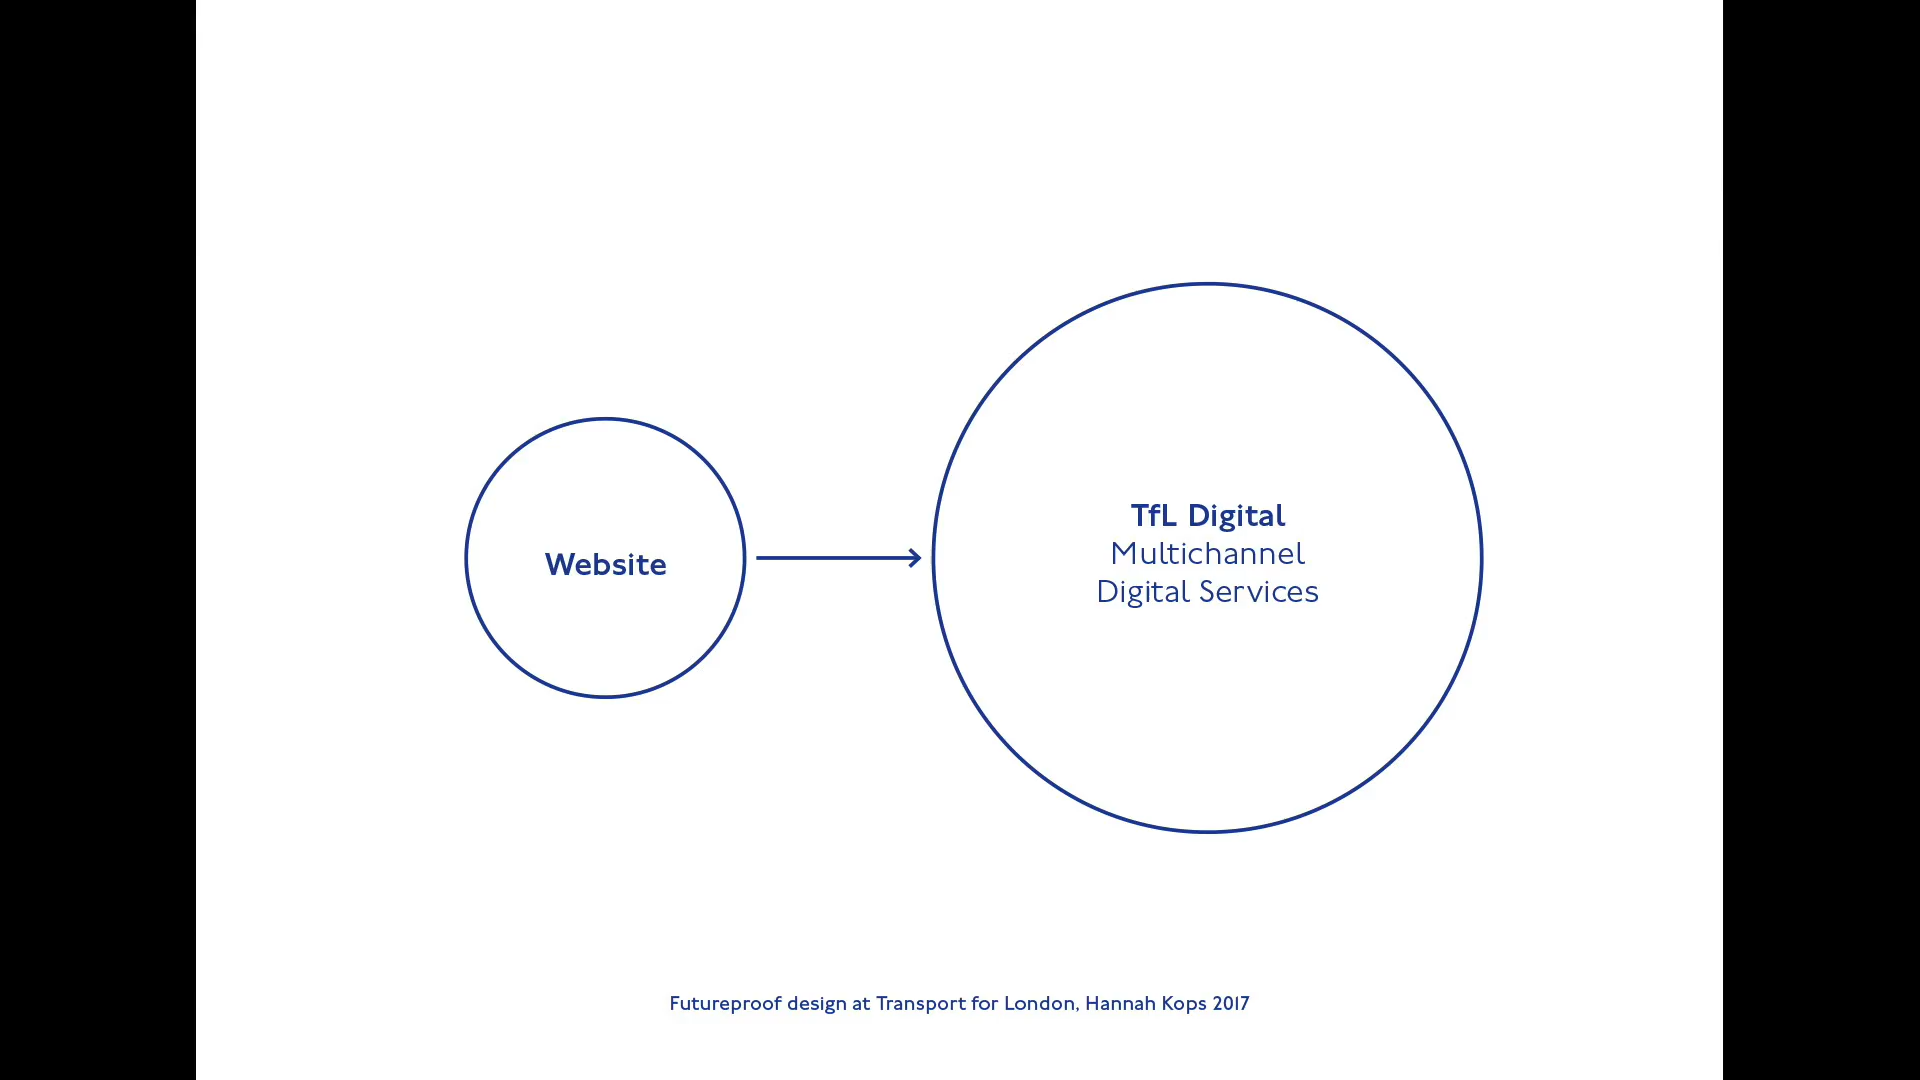 Website
TfL Digital
Multichannel
Digital Services
Futureproof design at Transport for London, Hannah Kops 2017